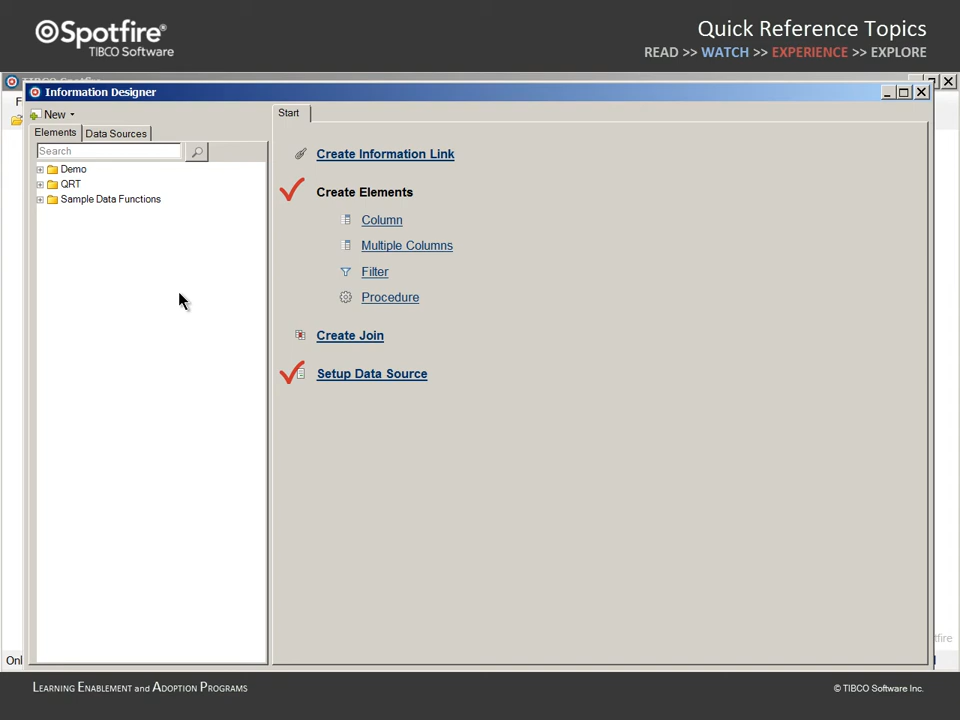 Spotfire®
TIBCO Software
Quick Reference Topics
READ >> WATCH >> EXPERIENCE >> EXPLORE
Information Designer
New
Start
Elements
Data Sources
Search
Demo
QRT
Sample Data Functions
Create Information Link
Create Elements
Column
Multiple Columns
Filter
Procedure
Create Join
Setup Data Source
Onl
tfire
LEARNING ENABLEMENT AND ADOPTION PROGRAMS
© TIBCO Software Inc.